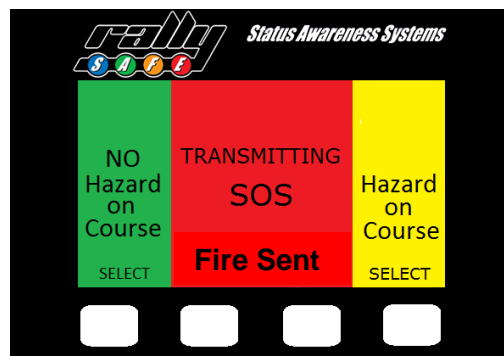 rally
SAFE
Status Awareness Systems
NO
Hazard
on
Course
SELECT
TRANSMITTING
SOS
Fire Sent
Hazard
on
Course
SELECT